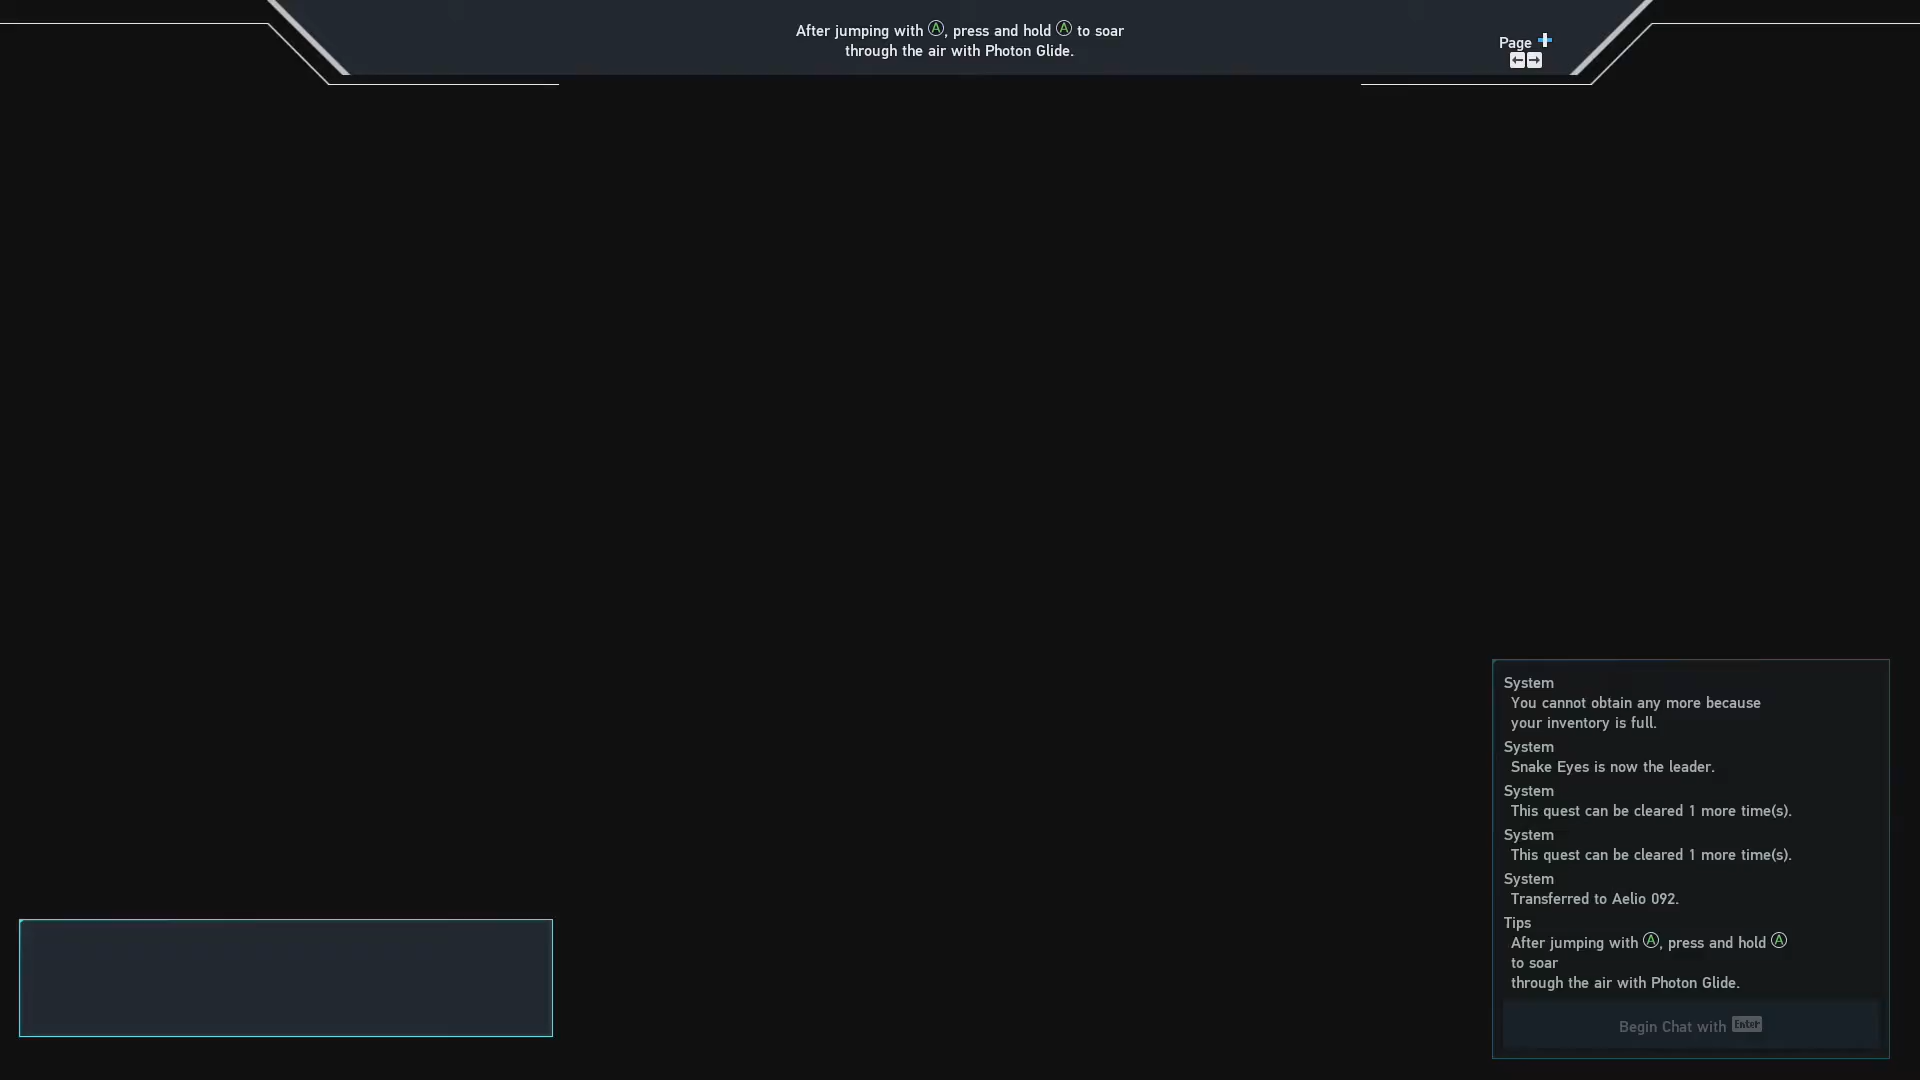 After jumping with Ⓐ, press and hold Ⓐ to soar
through the air with Photon Glide.
Page
System
You cannot obtain any more because
your inventory is full.
System
Snake Eyes is now the leader.
System
This quest can be cleared 1 more time(s).
System
This quest can be cleared 1 more time(s).
System
Transferred to Aelio 092.
Tips
After jumping with Ⓐ, press and hold Ⓐ
to soar
through the air with Photon Glide.
Begin Chat with Enter